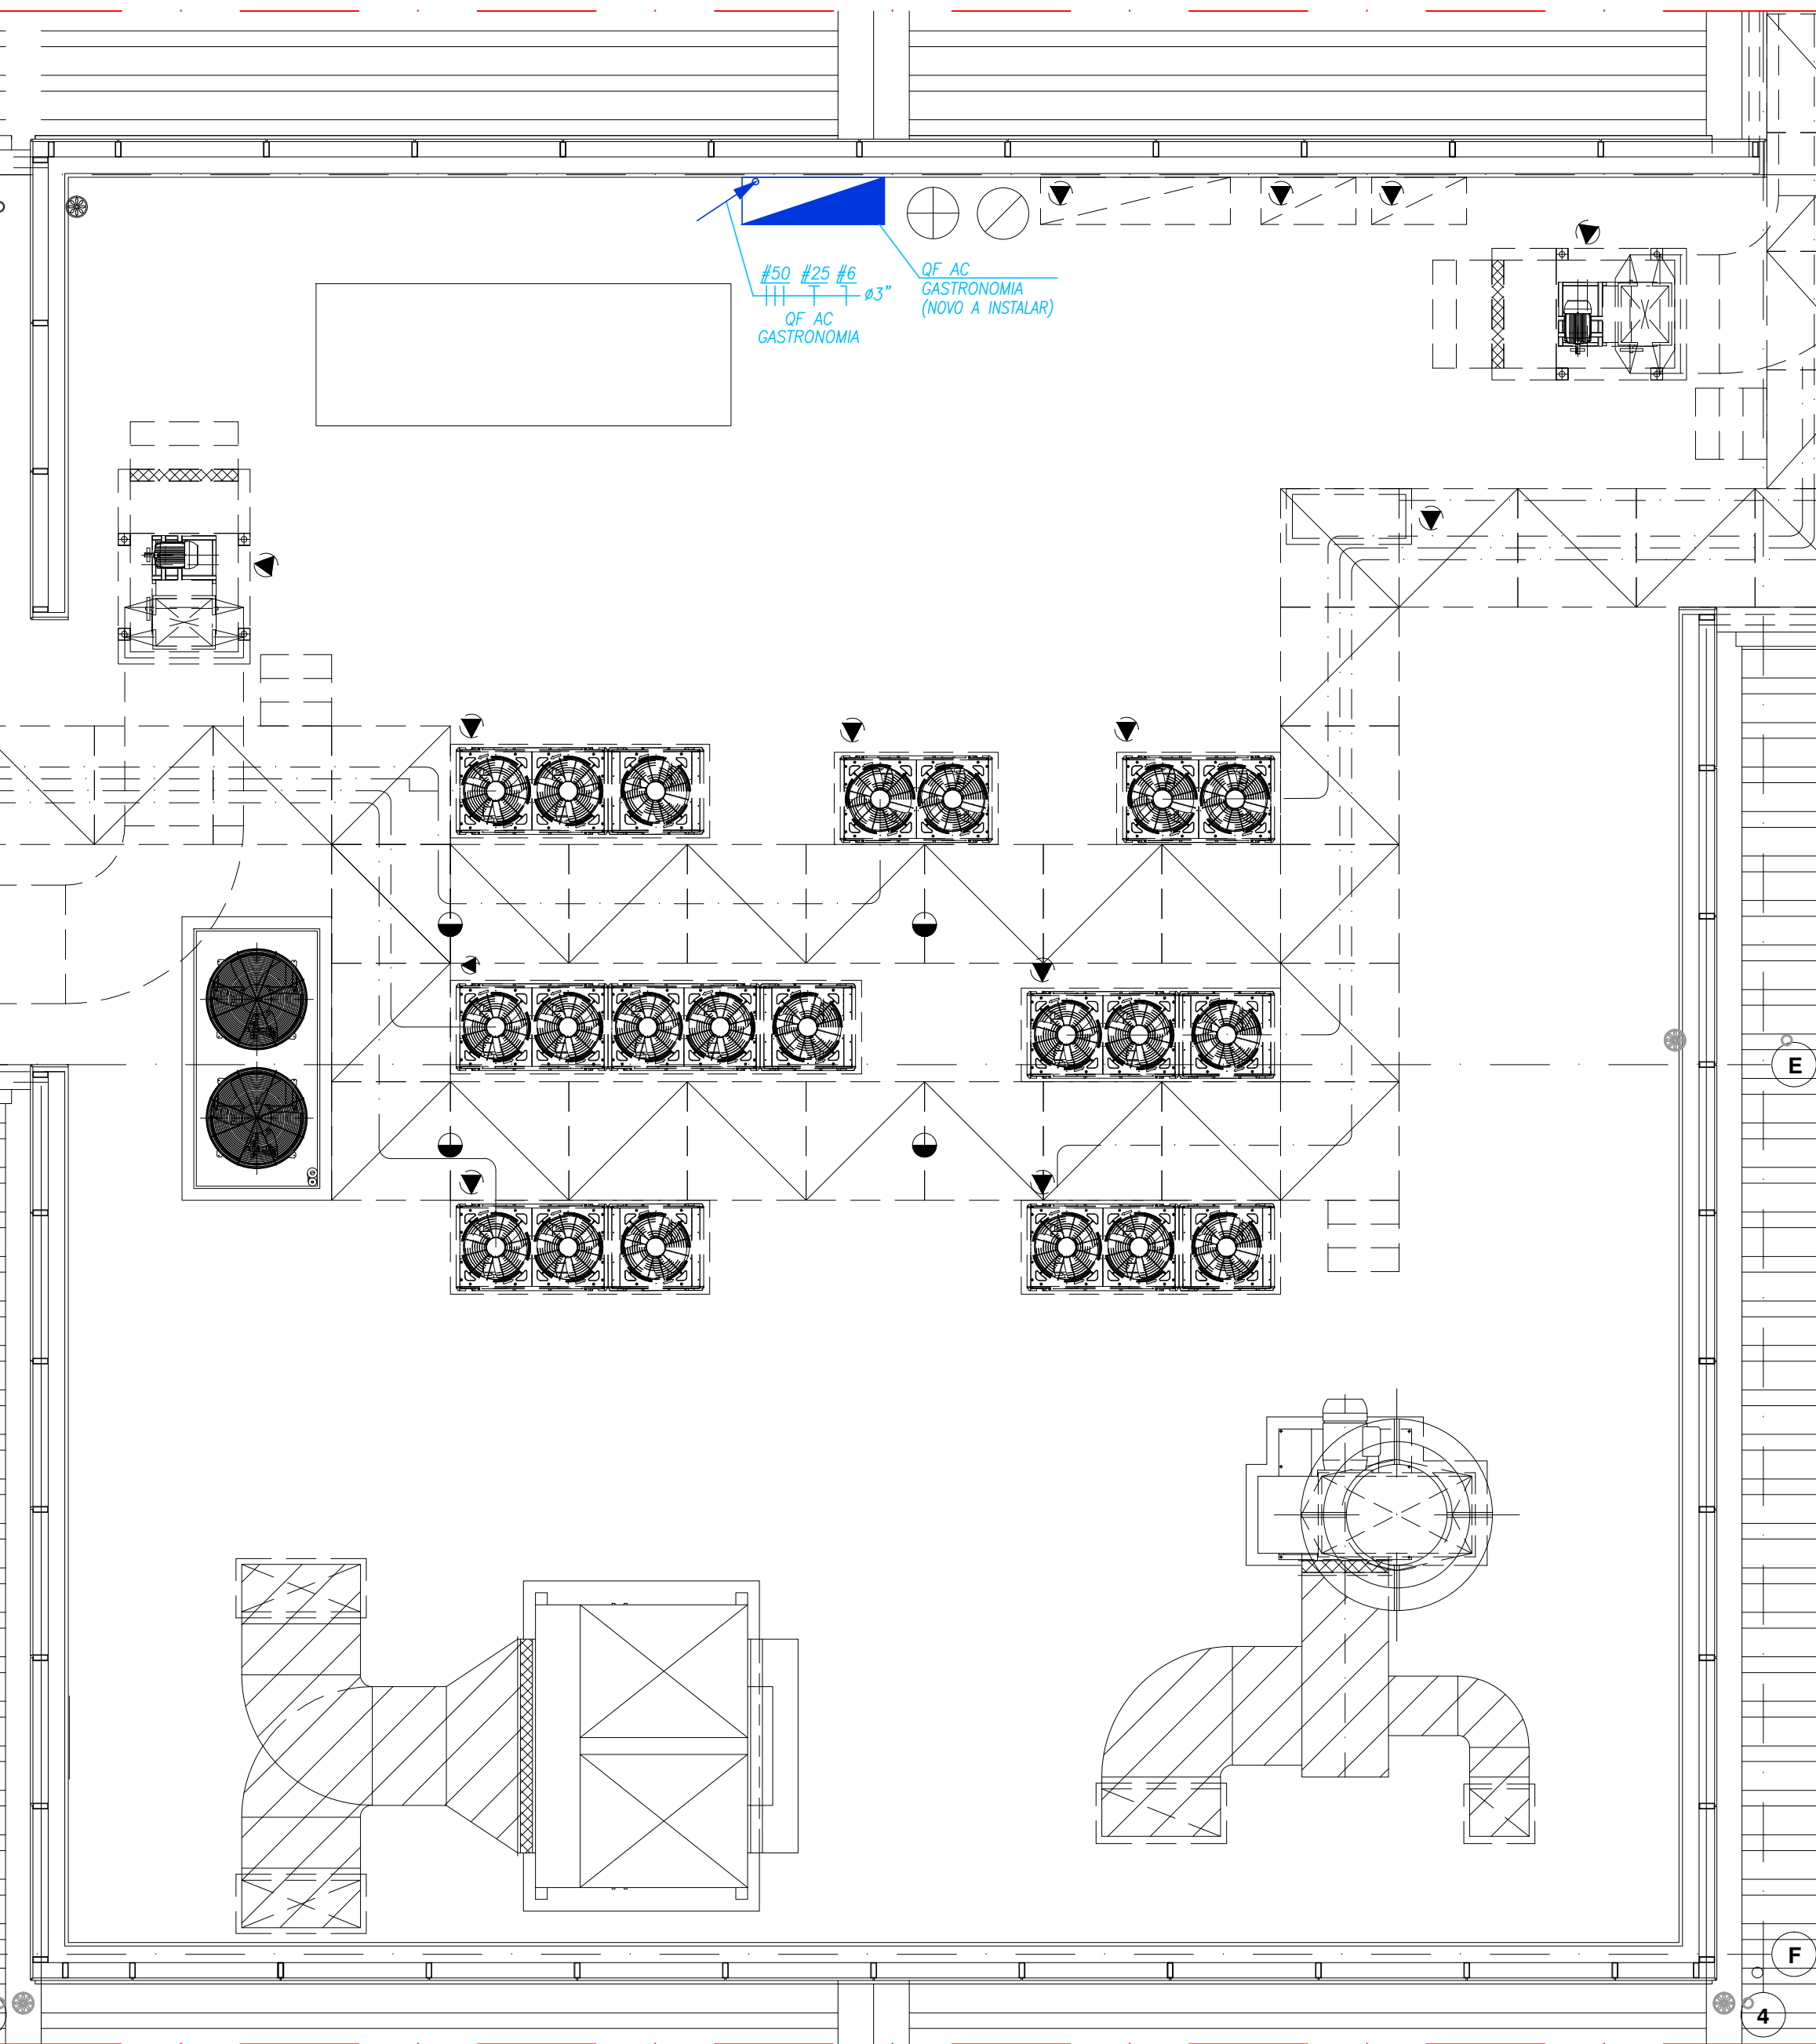 #50 #25 #6
ø3"
QF AC
GASTRONOMIA
QF AC
GASTRONOMIA
(NOVO A INSTALAR)
E
F
4